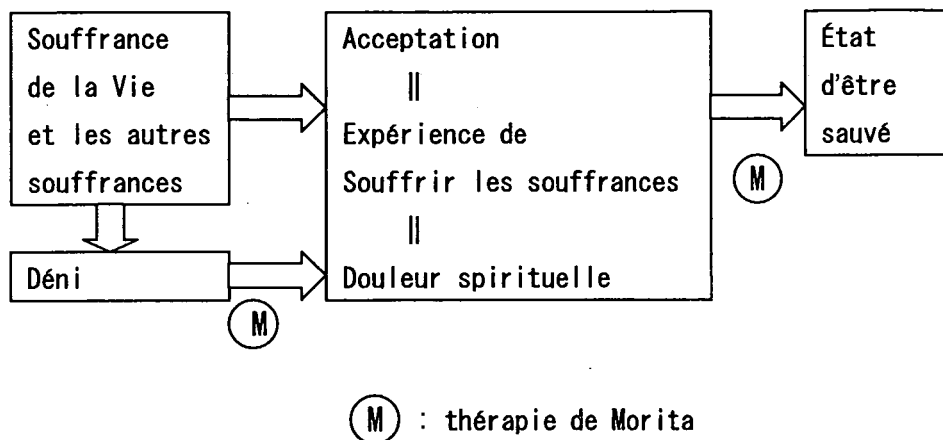 Souffrance
de la Vie
et les autres
souffrances
Déni
M
Acceptation
||
Expérience de
Souffrir les souffrances
||
Douleur spirituelle
M
État
d'être
sauvé
M : thérapie de Morita